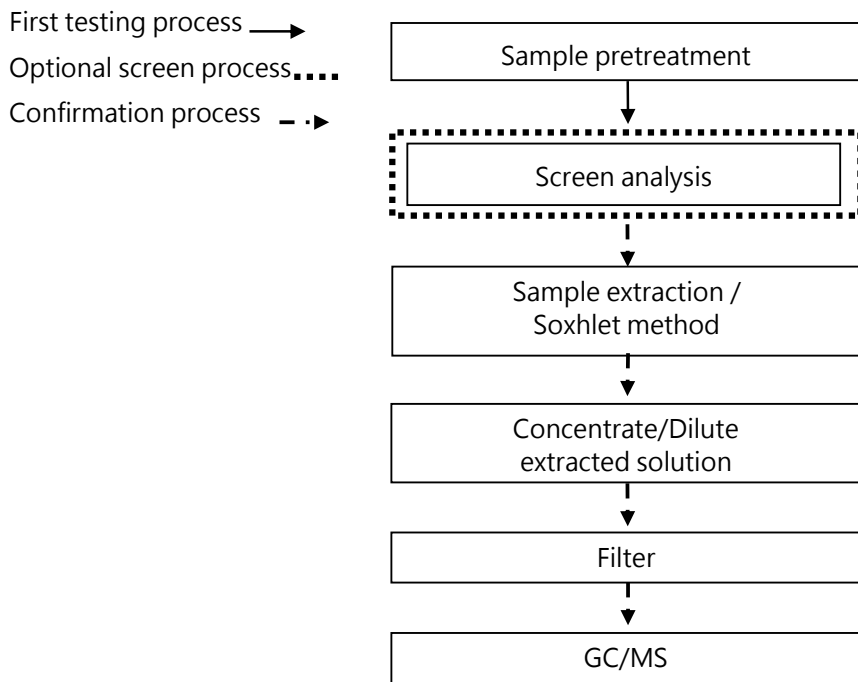 First testing process
Optional screen process
Confirmation process
Sample pretreatment
Screen analysis
Sample extraction /
Soxhlet method
Concentrate/Dilute
extracted solution
Filter
GC/MS